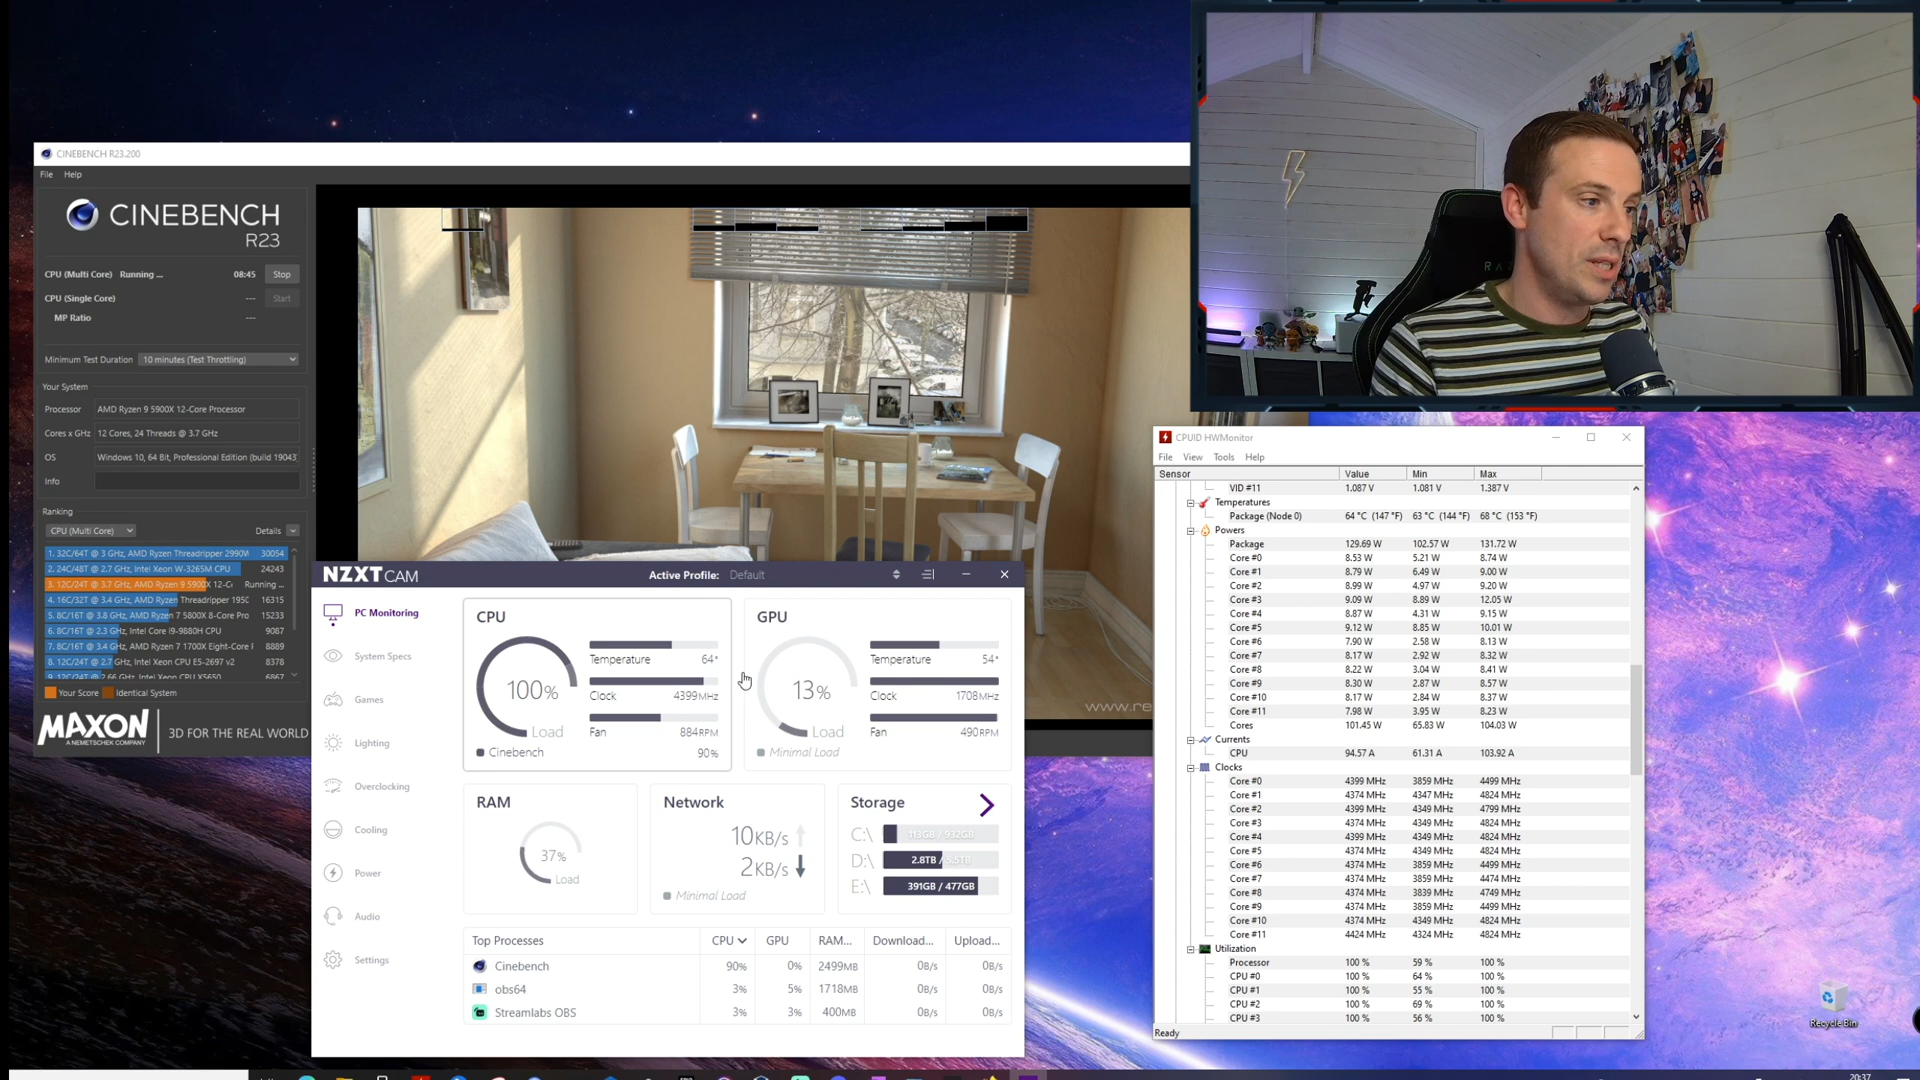 CINEBENCH R23.200
File Help
CINEBENCH
R23
CPU (Multi Core) Running ... 08:45 Stop
CPU (Single Core) --- Start
MP Ratio ---
Minimum Test Duration 10 minutes (Test Throttling)
Your System
Processor AMD Ryzen 9 5900X 12-Core Processor
Cores x GHz 12 Cores, 24 Threads @ 3.7 GHz
OS Windows 10, 64 Bit, Professional Edition (build 19043
Info
Ranking
CPU (Multi Core) Details
1. 32C/64T @ 3 GHz, AMD Ryzen Threadripper 2990W 30054
2. 24C/48T @ 2.7 GHz, Intel Xeon W-3265M CPU 24243
3. 12C/24T @ 3.7 GHz, AMD Ryzen 9 5900X 12-Co Running ...
4. 16C/32T @ 3.4 GHz, AMD Ryzen Threadripper 1950 16315
5. 8C/16T @ 3.8 GHz, AMD Ryzen 7 5800X 8-Core Pro 15233
6. 8C/16T @ 2.3 GHz, Intel Core i9-9880H CPU 9087
7. 8C/16T @ 3.4 GHz, AMD Ryzen 7 1700X Eight-Core 8889
8. 12C/24T @ 2.7 GHz, Intel Xeon CPU E5-2697 v2 8378
9. 12C/24T @ 2.66 GHz, Intel Xeon CPU X5650 6867
Your Score Identical System
MAXON
A NEMETSCHEK COMPANY
3D FOR THE REAL WORLD
www.re
RA
NZXT CAM
Active Profile: Default
PC Monitoring
System Specs
Games
Lighting
Overclocking
Cooling
Power
Audio
Settings
CPU
100%
Load
Temperature 64°
Clock 4399MHz
Fan 884RPM
Cinebench 90%
GPU
13%
Load
Temperature 54°
Clock 1708MHz
Fan 490RPM
Minimal Load
RAM
37%
Load
Network
10KB/s
2KB/s
Minimal Load
Storage
C:\ 113GB / 932GB
D:\ 2.8TB / 5.5TB
E:\ 391GB / 477GB
Top Processes CPU GPU RAM... Download... Upload...
Cinebench 90% 0% 2499MB 0B/s 0B/s
obs64 3% 5% 1718MB 0B/s 0B/s
Streamlabs OBS 3% 3% 400MB 0B/s 0B/s
CPUID HWMonitor
File View Tools Help
Sensor Value Min Max
VID #11 1.087 V 1.081 V 1.387 V
Temperatures
Package (Node 0) 64 °C (147 °F) 63 °C (144 °F) 68 °C (153 °F)
Powers
Package 129.69 W 102.57 W 131.72 W
Core #0 8.53 W 5.21 W 8.74 W
Core #1 8.79 W 6.49 W 9.00 W
Core #2 8.99 W 4.97 W 9.20 W
Core #3 9.09 W 8.89 W 12.05 W
Core #4 8.87 W 4.31 W 9.15 W
Core #5 9.12 W 8.85 W 10.01 W
Core #6 7.90 W 2.58 W 8.13 W
Core #7 8.17 W 2.92 W 8.32 W
Core #8 8.22 W 3.04 W 8.41 W
Core #9 8.30 W 2.87 W 8.57 W
Core #10 8.17 W 2.84 W 8.37 W
Core #11 7.98 W 3.95 W 8.23 W
Cores 101.45 W 65.83 W 104.03 W
Currents
CPU 94.57 A 61.31 A 103.92 A
Clocks
Core #0 4399 MHz 3859 MHz 4499 MHz
Core #1 4374 MHz 4347 MHz 4824 MHz
Core #2 4399 MHz 4349 MHz 4799 MHz
Core #3 4374 MHz 4349 MHz 4824 MHz
Core #4 4399 MHz 4349 MHz 4824 MHz
Core #5 4374 MHz 4349 MHz 4824 MHz
Core #6 4374 MHz 3859 MHz 4499 MHz
Core #7 4374 MHz 3859 MHz 4474 MHz
Core #8 4374 MHz 3839 MHz 4749 MHz
Core #9 4374 MHz 3859 MHz 4499 MHz
Core #10 4374 MHz 4349 MHz 4824 MHz
Core #11 4424 MHz 4324 MHz 4824 MHz
Utilization
Processor 100 % 59 % 100 %
CPU #0 100 % 64 % 100 %
CPU #1 100 % 55 % 100 %
CPU #2 100 % 69 % 100 %
CPU #3 100 % 56 % 100 %
Ready
Recycle Bin
20:37